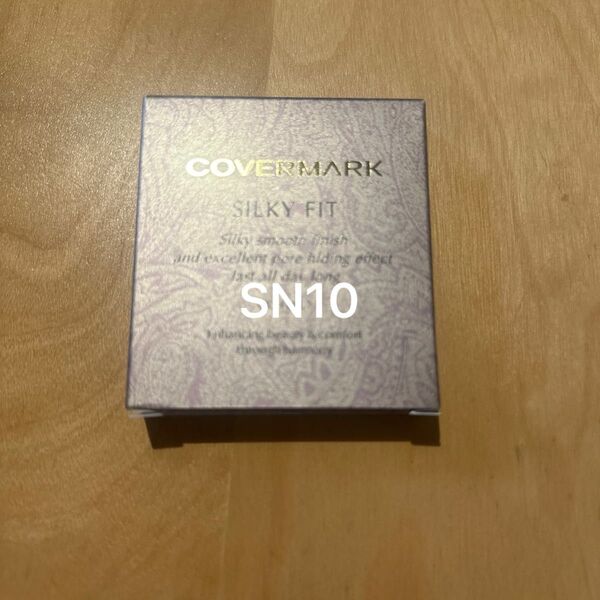 COVERMARK
SILKY FIT
Silky smooth finish
and excellent pore hiding effect
last all day long
SN10
Enhancing beauty & comfort
through harmony